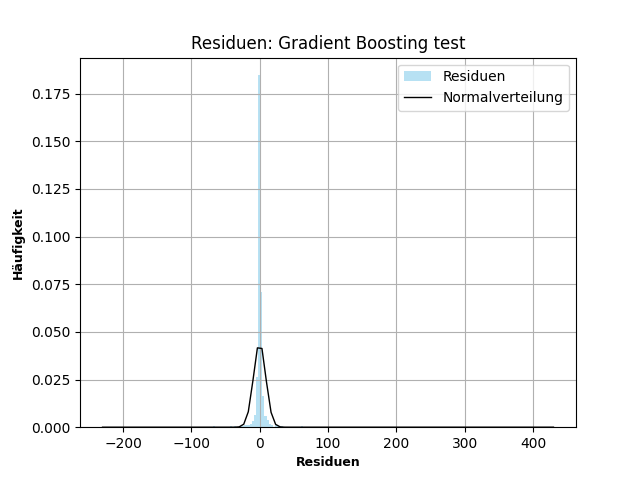 Residuen: Gradient Boosting test
Residuen
Normalverteilung
0.175
0.150
0.125
0.100
0.075
0.050
0.025
0.000
Häufigkeit
−200 −100 0 100 200 300 400
Residuen